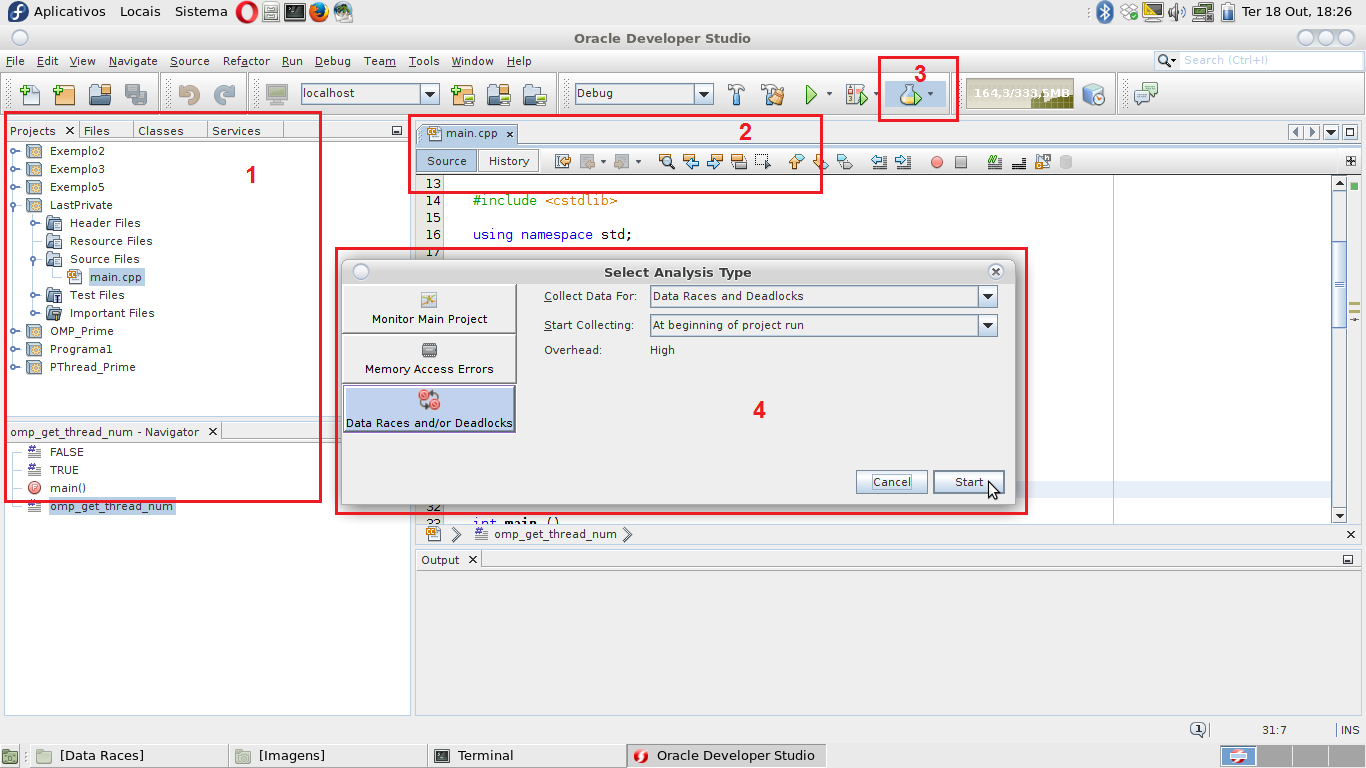 Aplicativos Locais Sistema Ter 18 Out, 18:26
Oracle Developer Studio
File Edit View Navigate Source Refactor Run Debug Team Tools Window Help Search (Ctrl+I)
3
localhost Debug 164,3/333,5MB
Projects Files Classes Services
1
Exemplo2
Exemplo3
Exemplo5
LastPrivate
Header Files
Resource Files
Source Files
main.cpp
Test Files
Important Files
OMP_Prime
Programa1
PThread_Prime
omp_get_thread_num - Navigator
FALSE
TRUE
main()
omp_get_thread_num
main.cpp
2
Source History
13
14 #include <cstdlib>
15
16 using namespace std;
17
Select Analysis Type
Monitor Main Project
Memory Access Errors
Data Races and/or Deadlocks
Collect Data For: Data Races and Deadlocks
Start Collecting: At beginning of project run
Overhead: High
4
Cancel Start
32
33 int main ()
omp_get_thread_num
Output
1 31:7 INS
[Data Races] [Imagens] Terminal Oracle Developer Studio